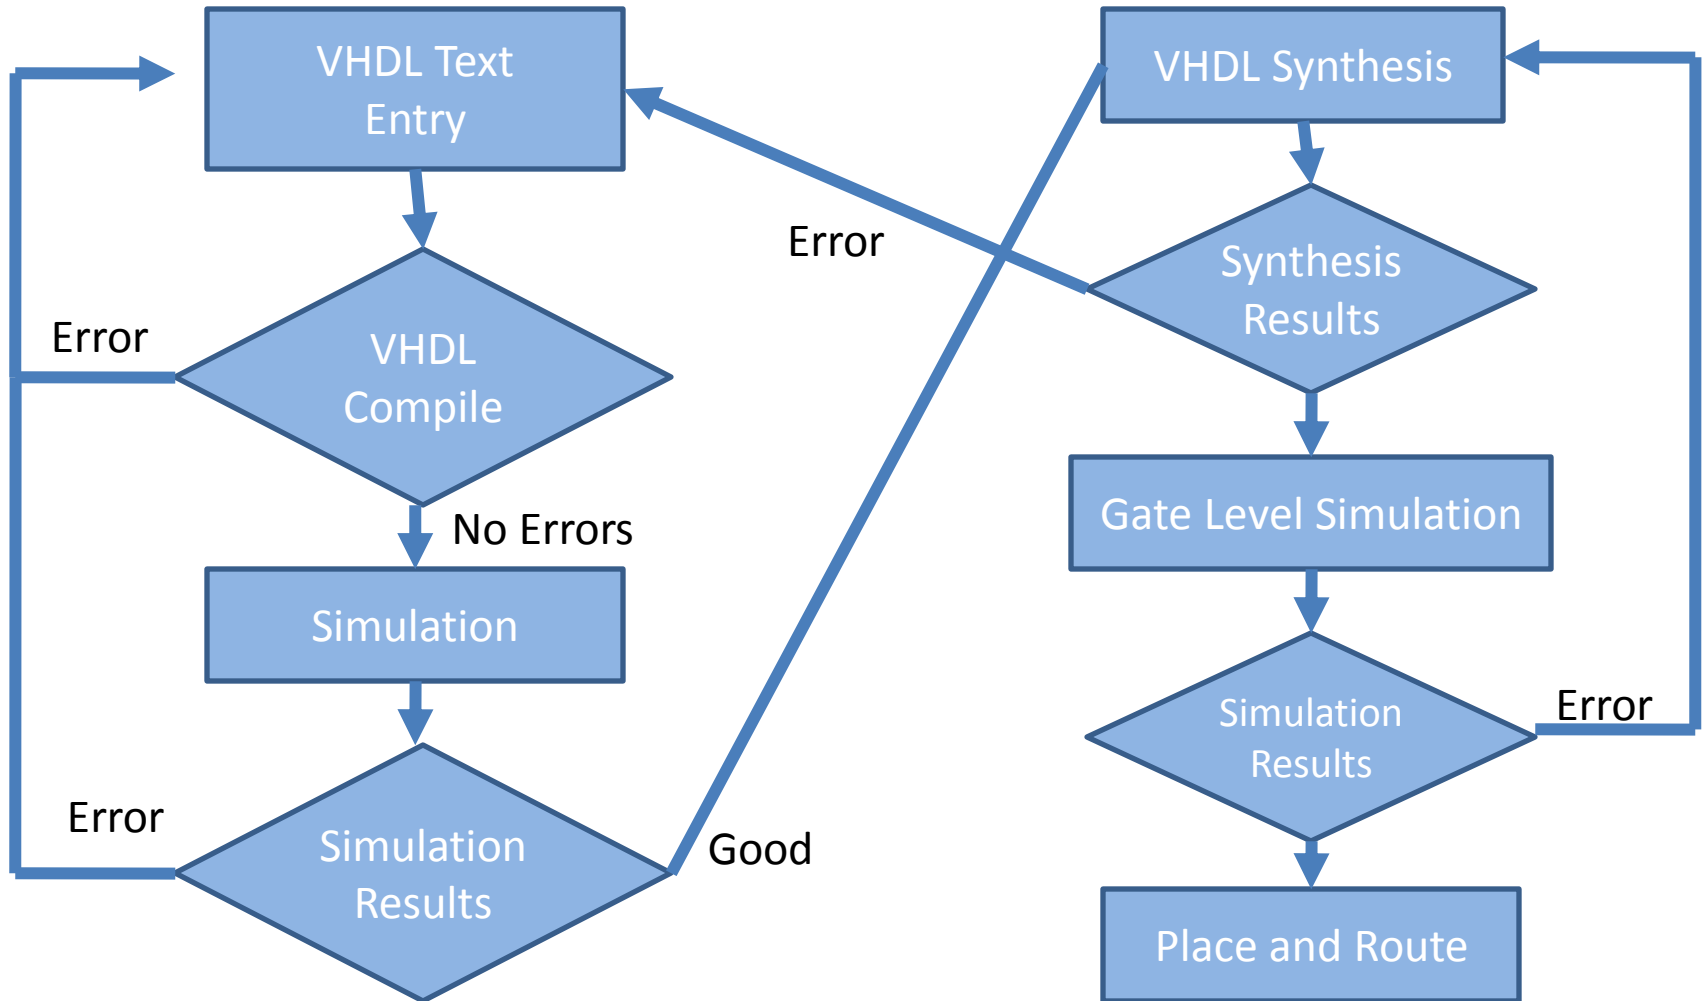 VHDL Text
Entry
Error
VHDL
Compile
No Errors
Simulation
Error
Simulation
Results
Good
Error
VHDL Synthesis
Synthesis
Results
Gate Level Simulation
Simulation
Results
Error
Place and Route